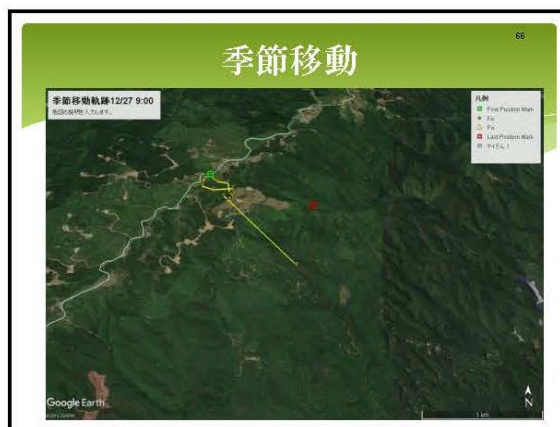 66
季節移動
季節移動軌跡12/27 9:00
地図の説明を入力します。
凡例
First Position Mark
Fix
Fix
Last Position Mark
アイテム 1
Google Earth
N
1 km